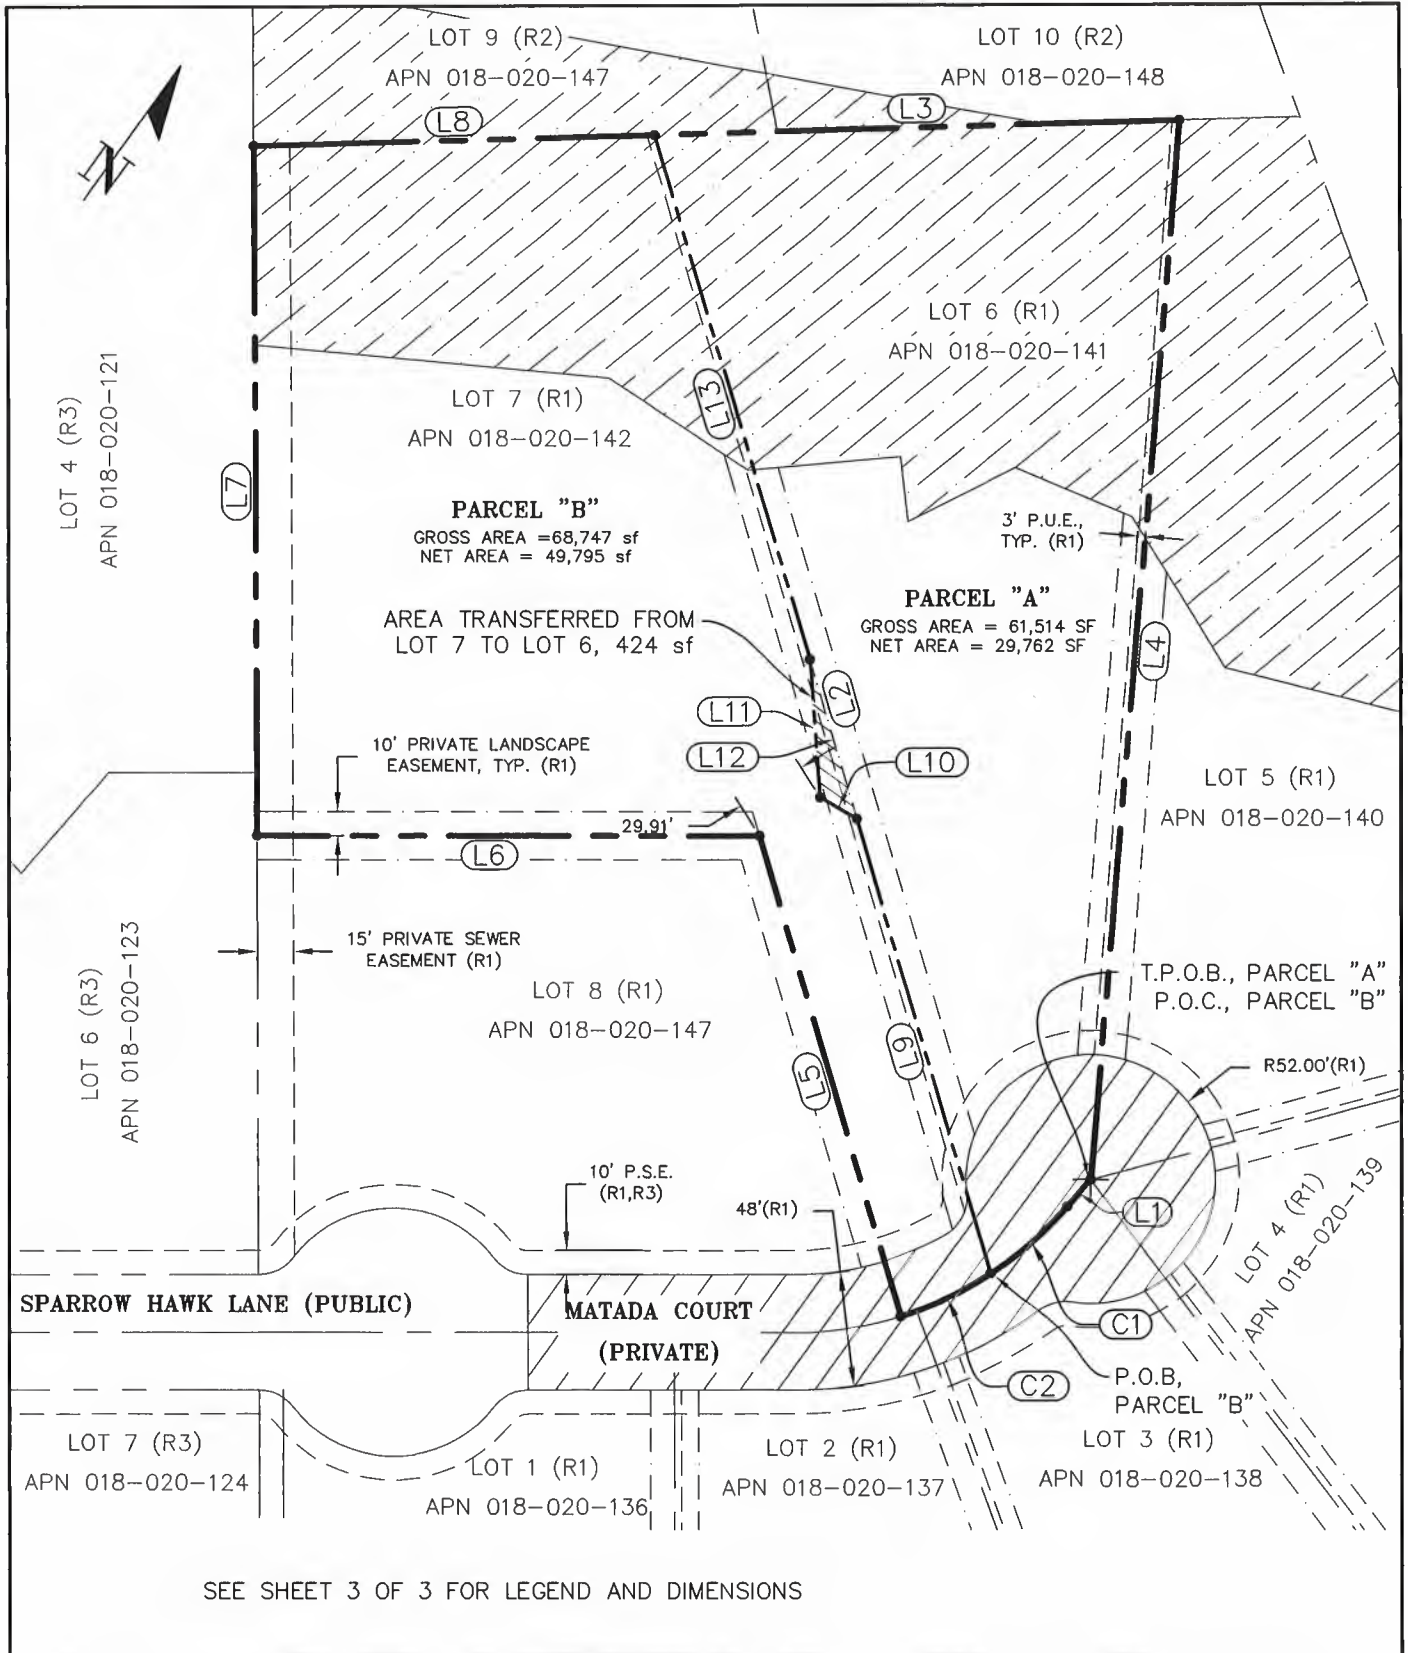 LOT 9 (R2)
APN 018-020-147
LOT 10 (R2)
APN 018-020-148
L8
L3
N
LOT 6 (R1)
APN 018-020-141
LOT 4 (R3)
APN 018-020-121
LOT 7 (R1)
APN 018-020-142
L13
L7
PARCEL "B"
GROSS AREA =68,747 sf
NET AREA = 49,795 sf
3' P.U.E.,
TYP. (R1)
PARCEL "A"
GROSS AREA = 61,514 SF
NET AREA = 29,762 SF
AREA TRANSFERRED FROM
LOT 7 TO LOT 6, 424 sf
L4
L2
L11
L12
L10
10' PRIVATE LANDSCAPE
EASEMENT, TYP. (R1)
LOT 5 (R1)
APN 018-020-140
29.91'
L6
15' PRIVATE SEWER
EASEMENT (R1)
LOT 6 (R3)
APN 018-020-123
LOT 8 (R1)
APN 018-020-147
T.P.O.B., PARCEL "A"
P.O.C., PARCEL "B"
L9
L5
R52.00'(R1)
10' P.S.E.
(R1,R3)
48'(R1)
L1
LOT 4 (R1)
APN 018-020-139
SPARROW HAWK LANE (PUBLIC)
MATADA COURT
(PRIVATE)
C1
C2
P.O.B,
PARCEL "B"
LOT 7 (R3)
APN 018-020-124
LOT 1 (R1)
APN 018-020-136
LOT 2 (R1)
APN 018-020-137
LOT 3 (R1)
APN 018-020-138
SEE SHEET 3 OF 3 FOR LEGEND AND DIMENSIONS